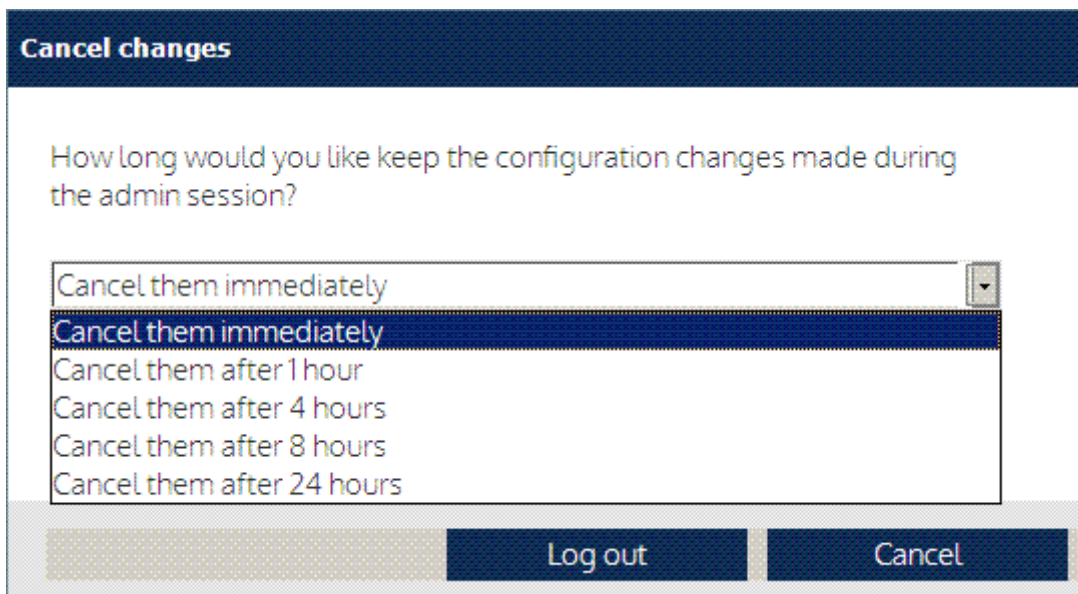 Cancel changes
How long would you like keep the configuration changes made during
the admin session?
Cancel them immediately
Cancel them immediately
Cancel them after 1 hour
Cancel them after 4 hours
Cancel them after 8 hours
Cancel them after 24 hours
Log out Cancel